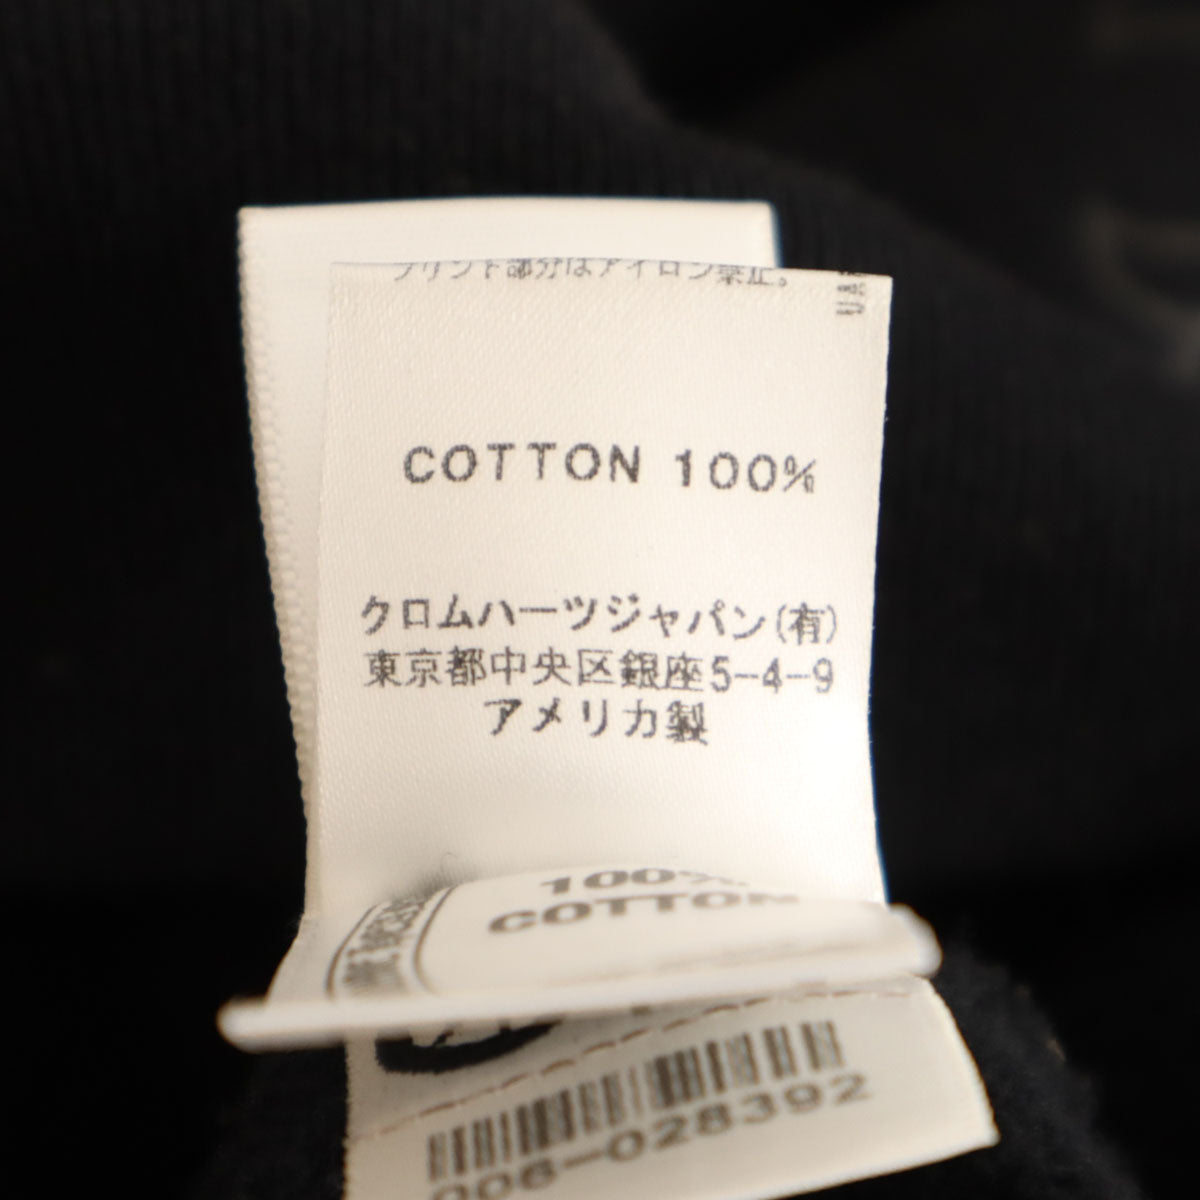 プリント部分はアイロン禁止。
COTTON 100%
クロムハーツジャパン(有)
東京都中央区銀座5-4-9
アメリカ製
100%
COTTON
006-028392